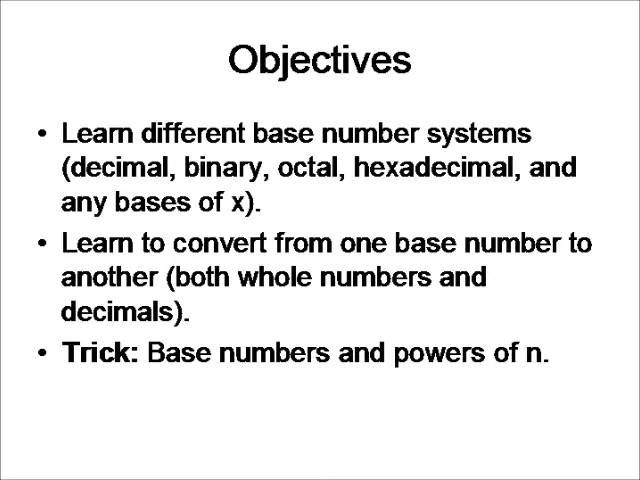 Objectives
• Learn different base number systems
(decimal, binary, octal, hexadecimal, and
any bases of x).
• Learn to convert from one base number to
another (both whole numbers and
decimals).
• Trick: Base numbers and powers of n.